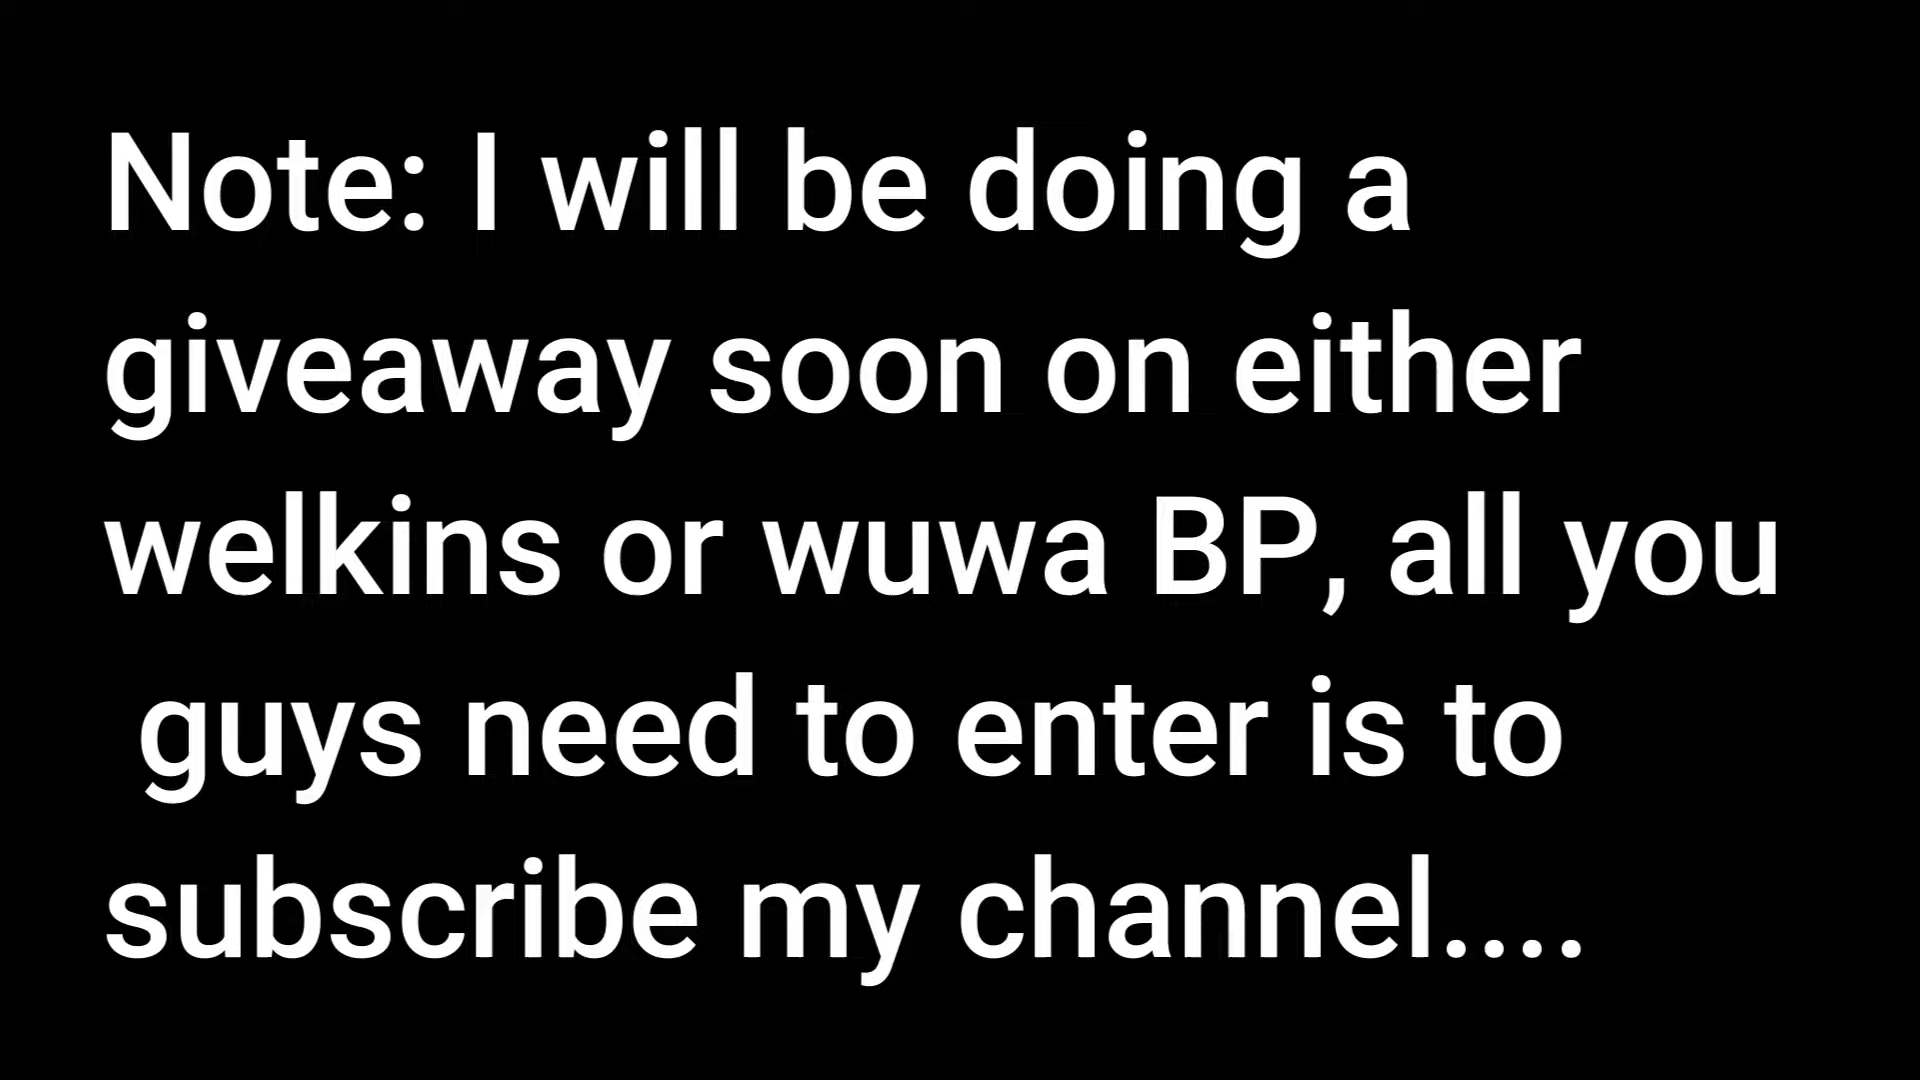 Note: I will be doing a
giveaway soon on either
welkins or wuwa BP, all you
guys need to enter is to
subscribe my channel....